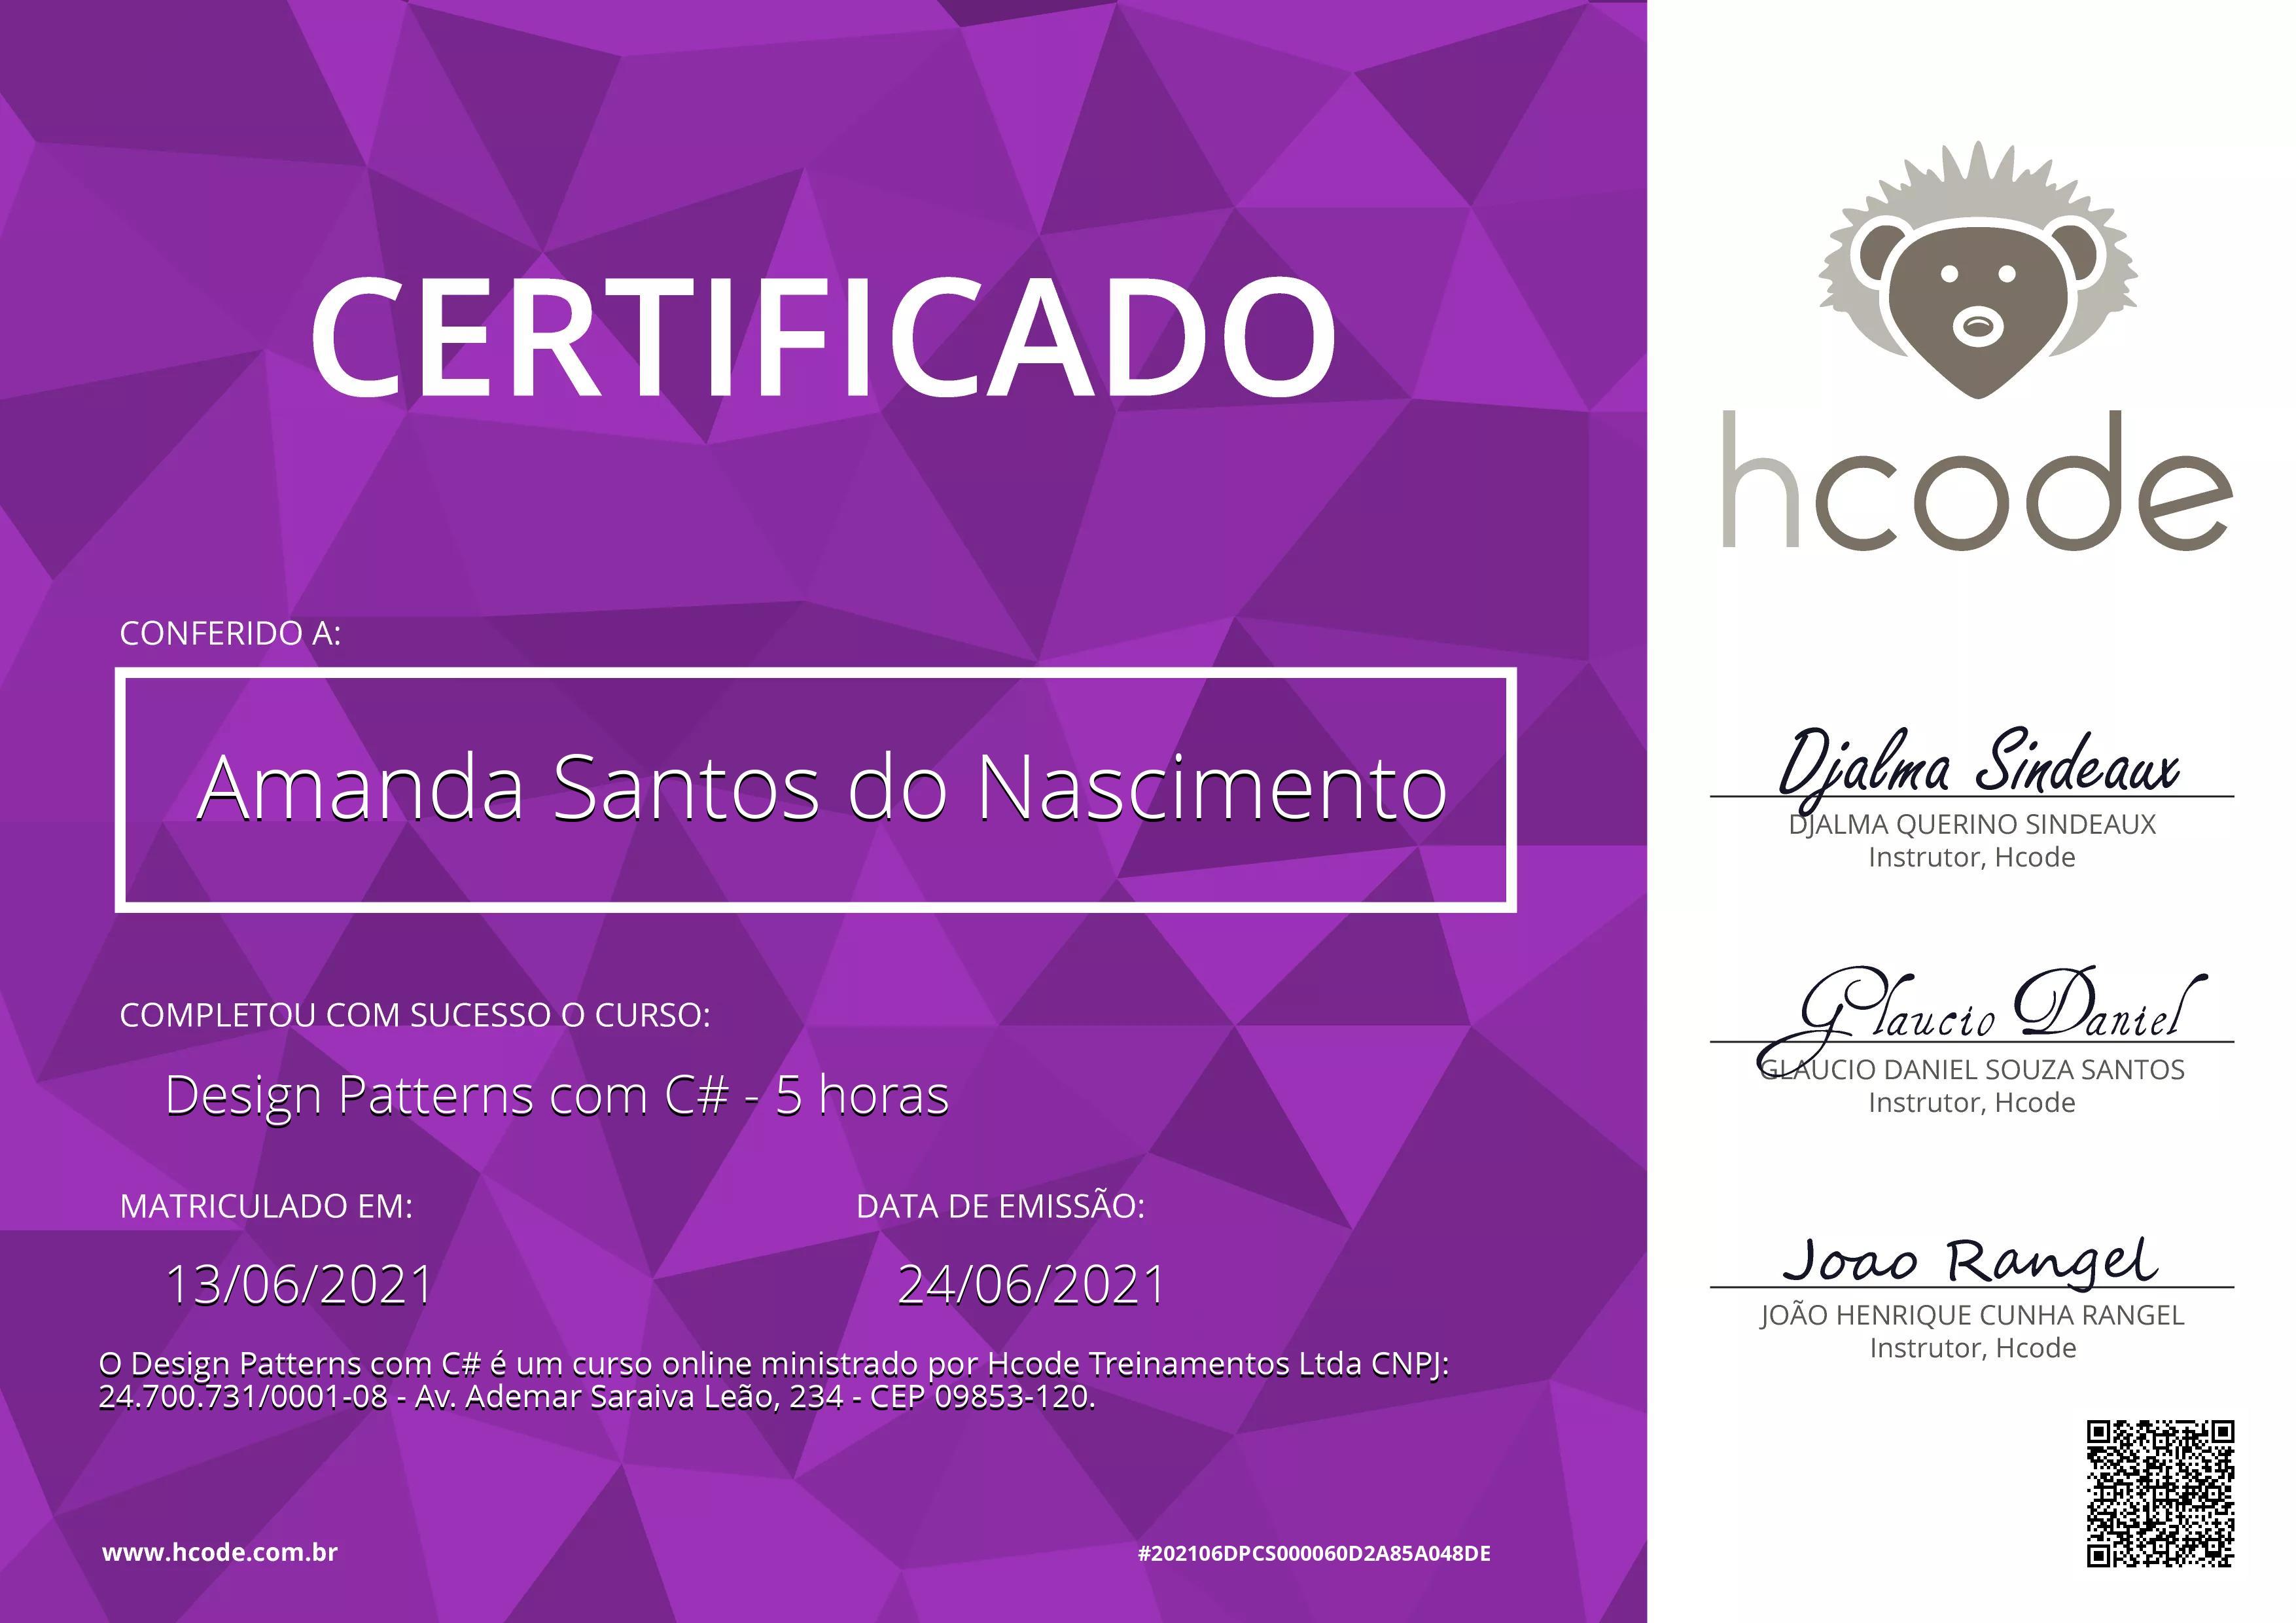 CERTIFICADO
CONFERIDO A:
Amanda Santos do Nascimento
COMPLETOU COM SUCESSO O CURSO:
Design Patterns com C# - 5 horas
MATRICULADO EM:
DATA DE EMISSÃO:
13/06/2021
24/06/2021
O Design Patterns com C# é um curso online ministrado por Hcode Treinamentos Ltda CNPJ:
24.700.731/0001-08 - Av. Ademar Saraiva Leão, 234 - CEP 09853-120.
www.hcode.com.br
#202106DPCS000060D2A85A048DE
hcode
Djalma Sindeaux
DJALMA QUERINO SINDEAUX
Instrutor, Hcode
Glaucio Daniel
GLAUCIO DANIEL SOUZA SANTOS
Instrutor, Hcode
Joao Rangel
JOÃO HENRIQUE CUNHA RANGEL
Instrutor, Hcode